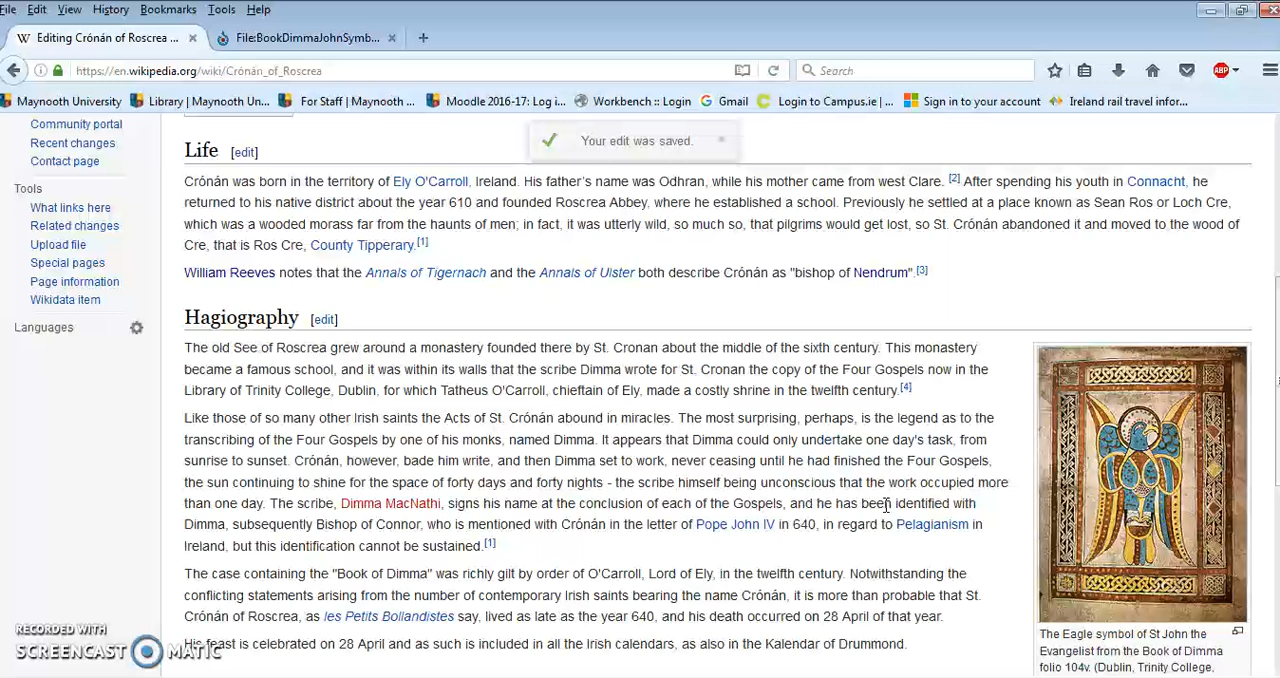 File Edit View History Bookmarks Tools Help
Editing Crónán of Roscrea ... × File:BookDimmaJohnSymb... × +
https://en.wikipedia.org/wiki/Crónán_of_Roscrea Search ABP
Maynooth University Library | Maynooth Un... For Staff | Maynooth ... Moodle 2016-17: Log i... Workbench :: Login Gmail Login to Campus.ie | ... Sign in to your account Ireland rail travel infor...
Community portal
Recent changes
Contact page
Tools
What links here
Related changes
Upload file
Special pages
Page information
Wikidata item
Languages
Your edit was saved.
Life [edit]
Crónán was born in the territory of Ely O'Carroll, Ireland. His father's name was Odhran, while his mother came from west Clare. [2] After spending his youth in Connacht, he
returned to his native district about the year 610 and founded Roscrea Abbey, where he established a school. Previously he settled at a place known as Sean Ros or Loch Cre,
which was a wooded morass far from the haunts of men; in fact, it was utterly wild, so much so, that pilgrims would get lost, so St. Crónán abandoned it and moved to the wood of
Cre, that is Ros Cre, County Tipperary.[1]
William Reeves notes that the Annals of Tigernach and the Annals of Ulster both describe Crónán as "bishop of Nendrum".[3]
Hagiography [edit]
The old See of Roscrea grew around a monastery founded there by St. Cronan about the middle of the sixth century. This monastery
became a famous school, and it was within its walls that the scribe Dimma wrote for St. Cronan the copy of the Four Gospels now in the
Library of Trinity College, Dublin, for which Tatheus O'Carroll, chieftain of Ely, made a costly shrine in the twelfth century.[4]
Like those of so many other Irish saints the Acts of St. Crónán abound in miracles. The most surprising, perhaps, is the legend as to the
transcribing of the Four Gospels by one of his monks, named Dimma. It appears that Dimma could only undertake one day's task, from
sunrise to sunset. Crónán, however, bade him write, and then Dimma set to work, never ceasing until he had finished the Four Gospels,
the sun continuing to shine for the space of forty days and forty nights - the scribe himself being unconscious that the work occupied more
than one day. The scribe, Dimma MacNathi, signs his name at the conclusion of each of the Gospels, and he has been identified with
Dimma, subsequently Bishop of Connor, who is mentioned with Crónán in the letter of Pope John IV in 640, in regard to Pelagianism in
Ireland, but this identification cannot be sustained.[1]
The case containing the "Book of Dimma" was richly gilt by order of O'Carroll, Lord of Ely, in the twelfth century. Notwithstanding the
conflicting statements arising from the number of contemporary Irish saints bearing the name Crónán, it is more than probable that St.
Crónán of Roscrea, as les Petits Bollandistes say, lived as late as the year 640, and his death occurred on 28 April of that year.
His feast is celebrated on 28 April and as such is included in all the Irish calendars, as also in the Kalendar of Drummond.
The Eagle symbol of St John the
Evangelist from the Book of Dimma
folio 104v. (Dublin, Trinity College,
RECORDED WITH
SCREENCAST MATIC